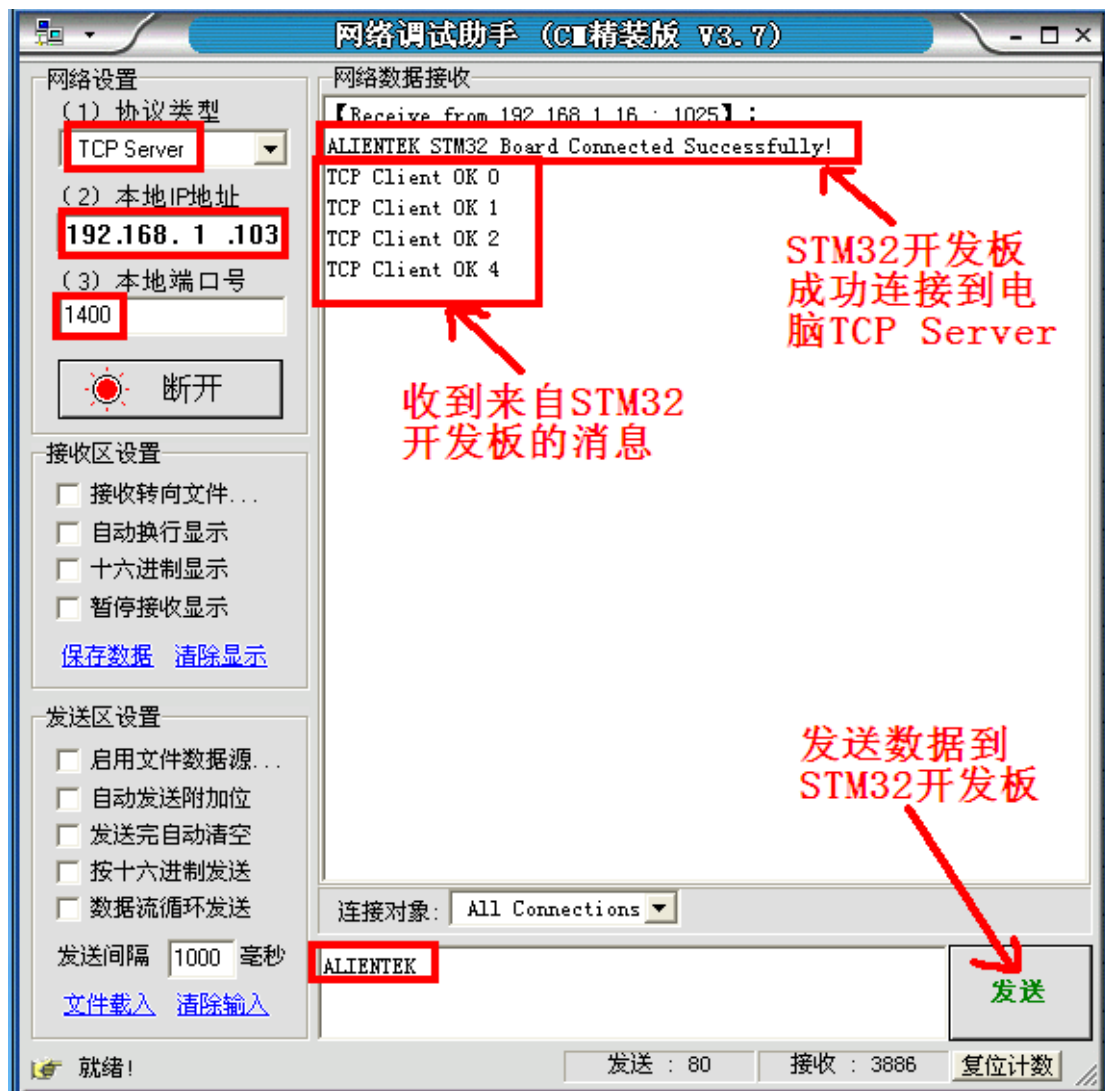 网络调试助手 (CM精装版 V3.7)
网络设置
(1) 协议类型
TCP Server
(2) 本地IP地址
192.168. 1 .103
(3) 本地端口号
1400
断开
接收区设置
接收转向文件...
自动换行显示
十六进制显示
暂停接收显示
保存数据 清除显示
发送区设置
启用文件数据源...
自动发送附加位
发送完自动清空
按十六进制发送
数据流循环发送
发送间隔 1000 毫秒
文件载入 清除输入
网络数据接收
【Receive from 192.168.1.16 : 1025】:
ALIENTEK STM32 Board Connected Successfully!
TCP Client OK 0
TCP Client OK 1
TCP Client OK 2
TCP Client OK 4
STM32开发板
成功连接到电
脑TCP Server
收到来自STM32
开发板的消息
发送数据到
STM32开发板
连接对象: All Connections
ALIENTEK
发送
就绪!
发送 : 80
接收 : 3886
复位计数